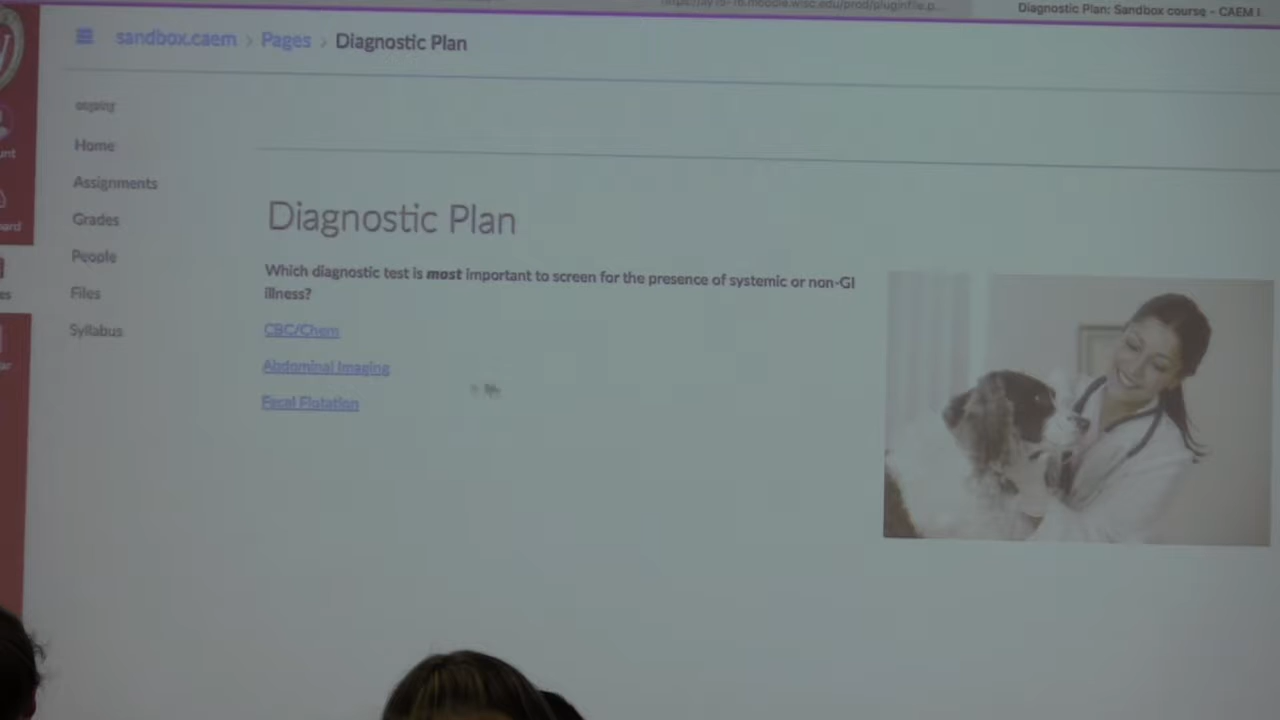 Diagnostic Plan: Sandbox course - CAEM I
sandbox.caem > Pages > Diagnostic Plan
Home
Assignments
Grades
People
Files
Syllabus
Diagnostic Plan
Which diagnostic test is most important to screen for the presence of systemic or non-GI
illness?
CBC/Chem
Abdominal Imaging
Fecal Flotation